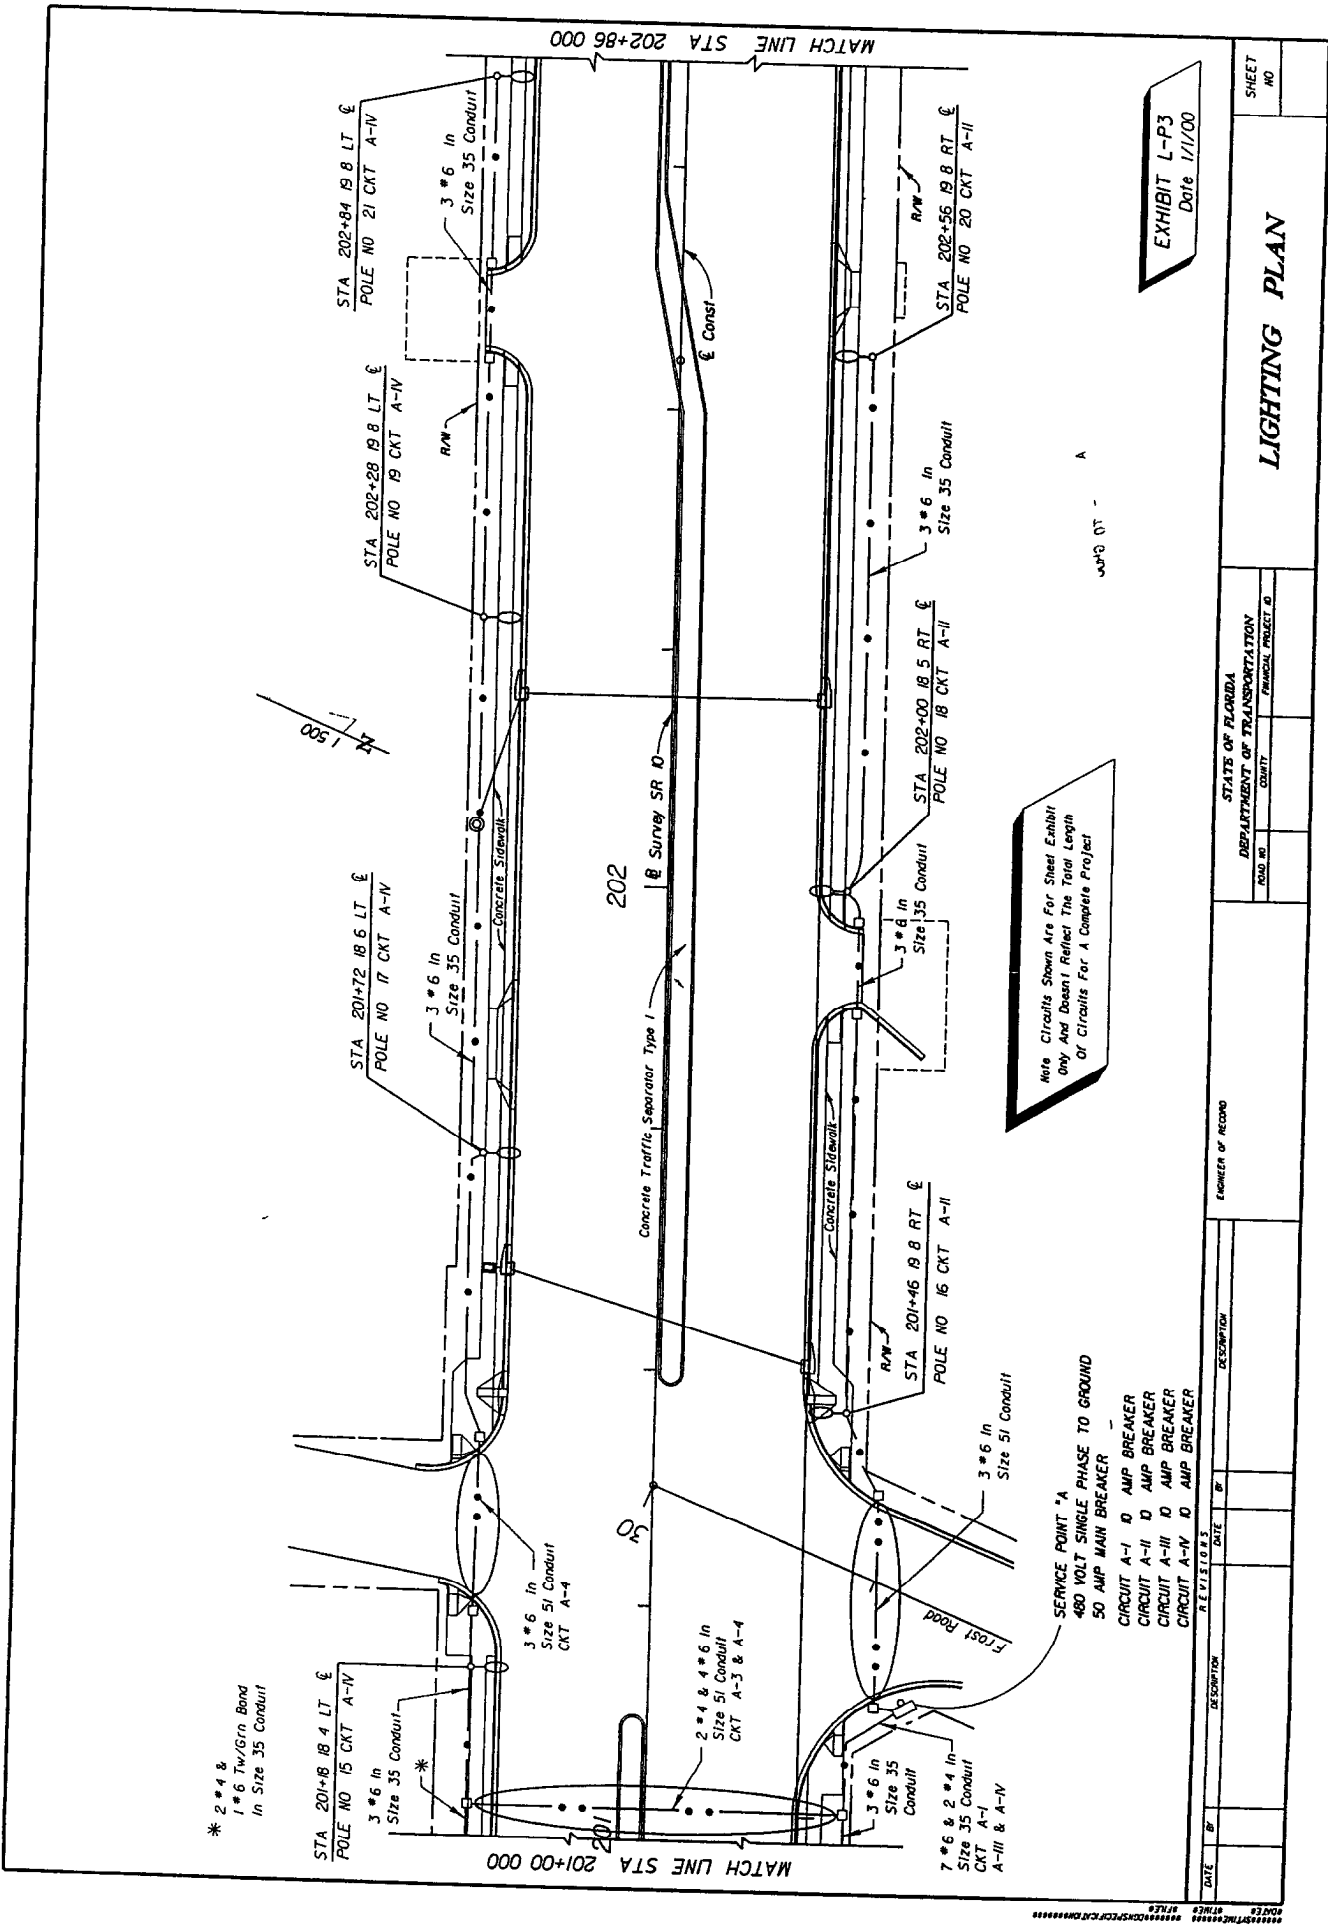 MATCH LINE STA 202+86 000
STA 202+84 19 8 LT ℄
POLE NO 21 CKT A-IV
3 #6 In
Size 35 Conduit
STA 202+28 19 8 LT ℄
POLE NO 19 CKT A-IV
R/W
STA 201+72 18 6 LT ℄
POLE NO 17 CKT A-IV
3 #6 In
Size 35 Conduit
Concrete Sidewalk
1 500
N
202
Survey SR 10
Concrete Traffic Separator Type I
℄ Const
STA 202+56 19 8 RT ℄
POLE NO 20 CKT A-II
R/W
3 #6 In
Size 35 Conduit
STA 202+00 18 5 RT ℄
POLE NO 18 CKT A-II
3 #6 In
Size 35 Conduit
Concrete Sidewalk
R/W
STA 201+46 19 8 RT ℄
POLE NO 16 CKT A-II
3 #6 In
Size 51 Conduit
30
Frost Road
3 #6 In
Size 51 Conduit
CKT A-4
2 #4 & 4 #6 In
Size 51 Conduit
CKT A-3 & A-4
* 2 #4 &
1 #6 Tw/Grn Bond
In Size 35 Conduit
STA 201+18 18 4 LT ℄
POLE NO 15 CKT A-IV
3 #6 In
Size 35 Conduit
*
201
MATCH LINE STA 201+00 000
3 #6 In
Size 35
Conduit
7 #6 & 2 #4 In
Size 35 Conduit
CKT A-I
A-III & A-IV
SERVICE POINT "A
480 VOLT SINGLE PHASE TO GROUND
50 AMP MAIN BREAKER
CIRCUIT A-I 10 AMP BREAKER
CIRCUIT A-II 10 AMP BREAKER
CIRCUIT A-III 10 AMP BREAKER
CIRCUIT A-IV 10 AMP BREAKER
Note Circuits Shown Are For Sheet Exhibit
Only And Doesn't Reflect The Total Length
Of Circuits For A Complete Project
EXHIBIT L-P3
Date 1/1/00
A
REVISIONS
DATE BY DESCRIPTION DATE BY DESCRIPTION
ENGINEER OF RECORD
STATE OF FLORIDA
DEPARTMENT OF TRANSPORTATION
ROAD NO COUNTY FINANCIAL PROJECT ID
LIGHTING PLAN
SHEET
NO